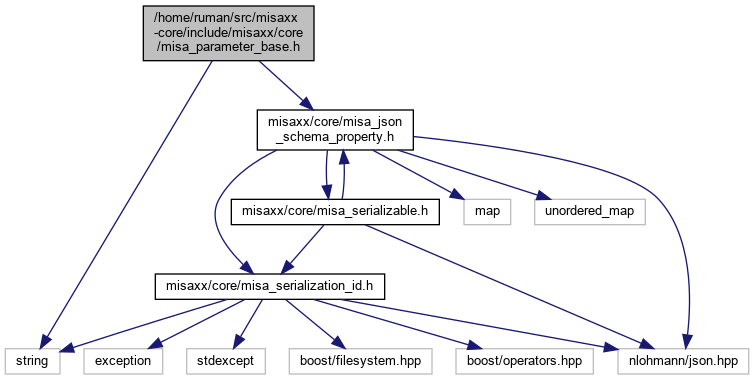 /home/ruman/src/misaxx
-core/include/misaxx/core
/misa_parameter_base.h
misaxx/core/misa_json
_schema_property.h
misaxx/core/misa_serializable.h
map
unordered_map
misaxx/core/misa_serialization_id.h
string
exception
stdexcept
boost/filesystem.hpp
boost/operators.hpp
nlohmann/json.hpp